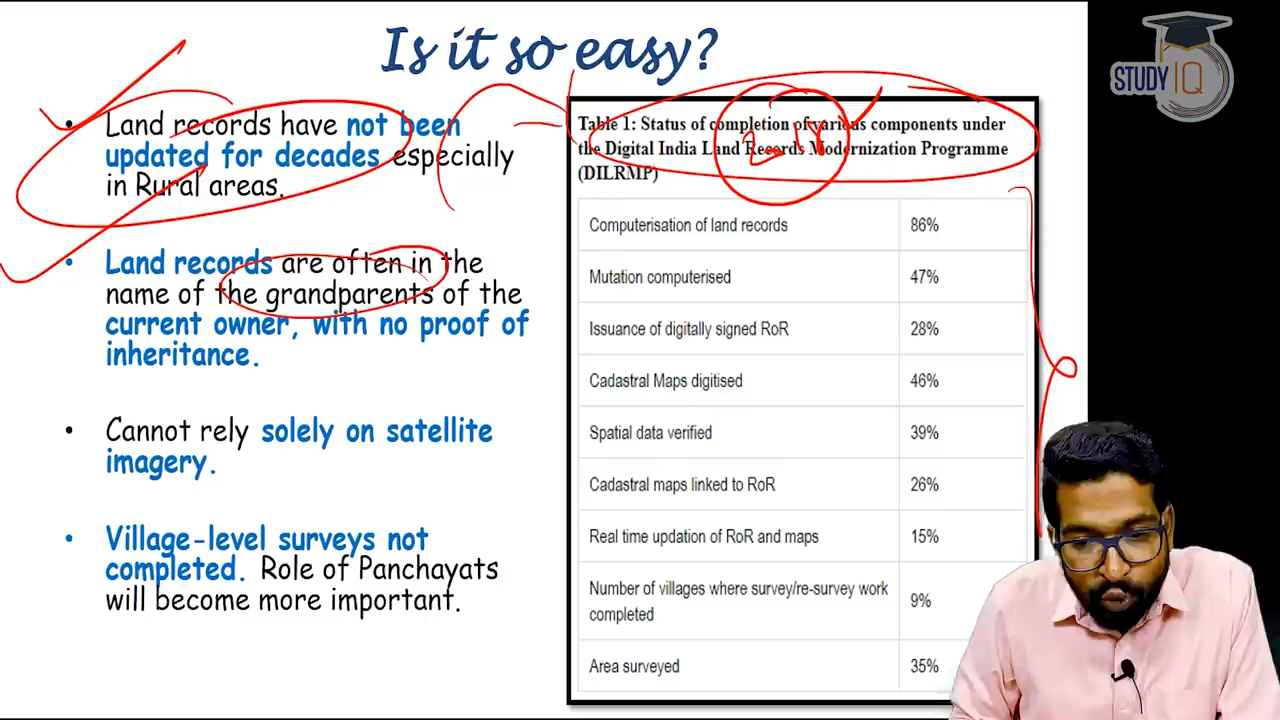 Is it so easy?
STUDY IQ
• Land records have not been
updated for decades especially
in Rural areas.
• Land records are often in the
name of the grandparents of the
current owner, with no proof of
inheritance.
• Cannot rely solely on satellite
imagery.
• Village-level surveys not
completed. Role of Panchayats
will become more important.
Table 1: Status of completion of various components under
the Digital India Land Records Modernization Programme
(DILRMP)
Computerisation of land records 86%
Mutation computerised 47%
Issuance of digitally signed RoR 28%
Cadastral Maps digitised 46%
Spatial data verified 39%
Cadastral maps linked to RoR 26%
Real time updation of RoR and maps 15%
Number of villages where survey/re-survey work
completed 9%
Area surveyed 35%